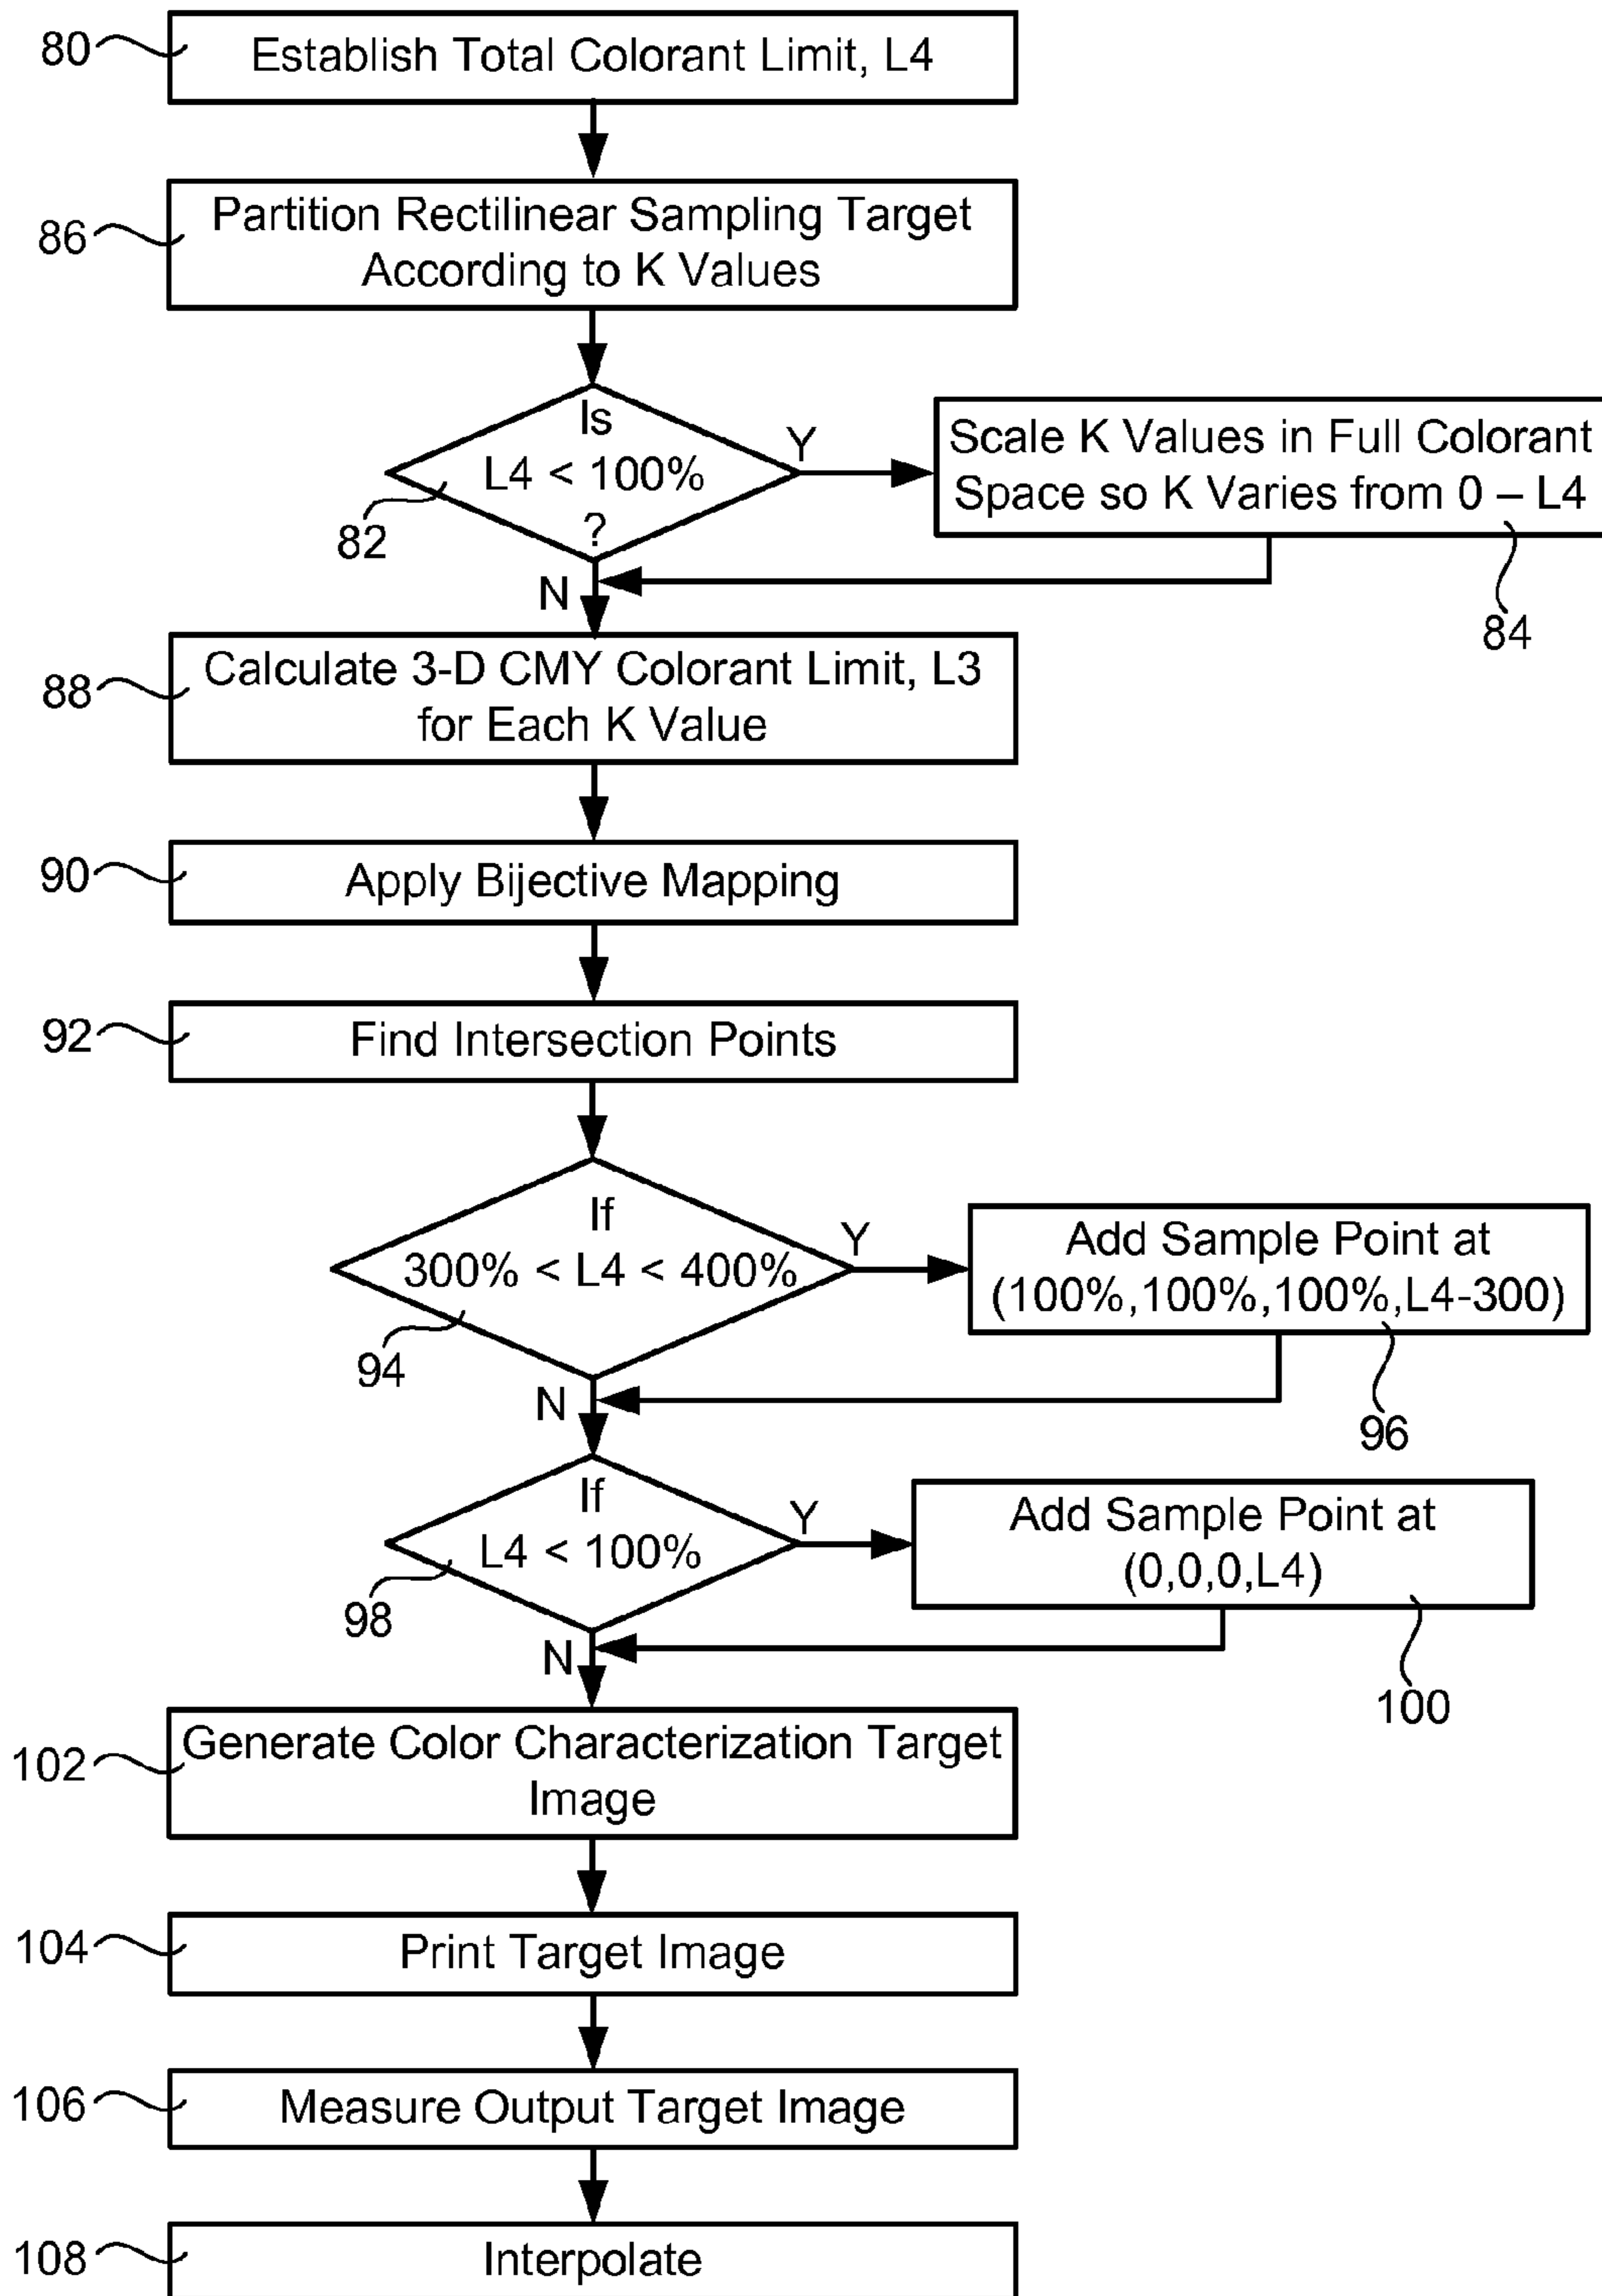 80
Establish Total Colorant Limit, L4
86
Partition Rectilinear Sampling Target
According to K Values
Is
L4 < 100%
?
82
Y
N
Scale K Values in Full Colorant
Space so K Varies from 0 – L4
84
88
Calculate 3-D CMY Colorant Limit, L3
for Each K Value
90
Apply Bijective Mapping
92
Find Intersection Points
If
300% < L4 < 400%
94
Y
N
Add Sample Point at
(100%,100%,100%,L4-300)
96
If
L4 < 100%
98
Y
N
Add Sample Point at
(0,0,0,L4)
100
102
Generate Color Characterization Target
Image
104
Print Target Image
106
Measure Output Target Image
108
Interpolate